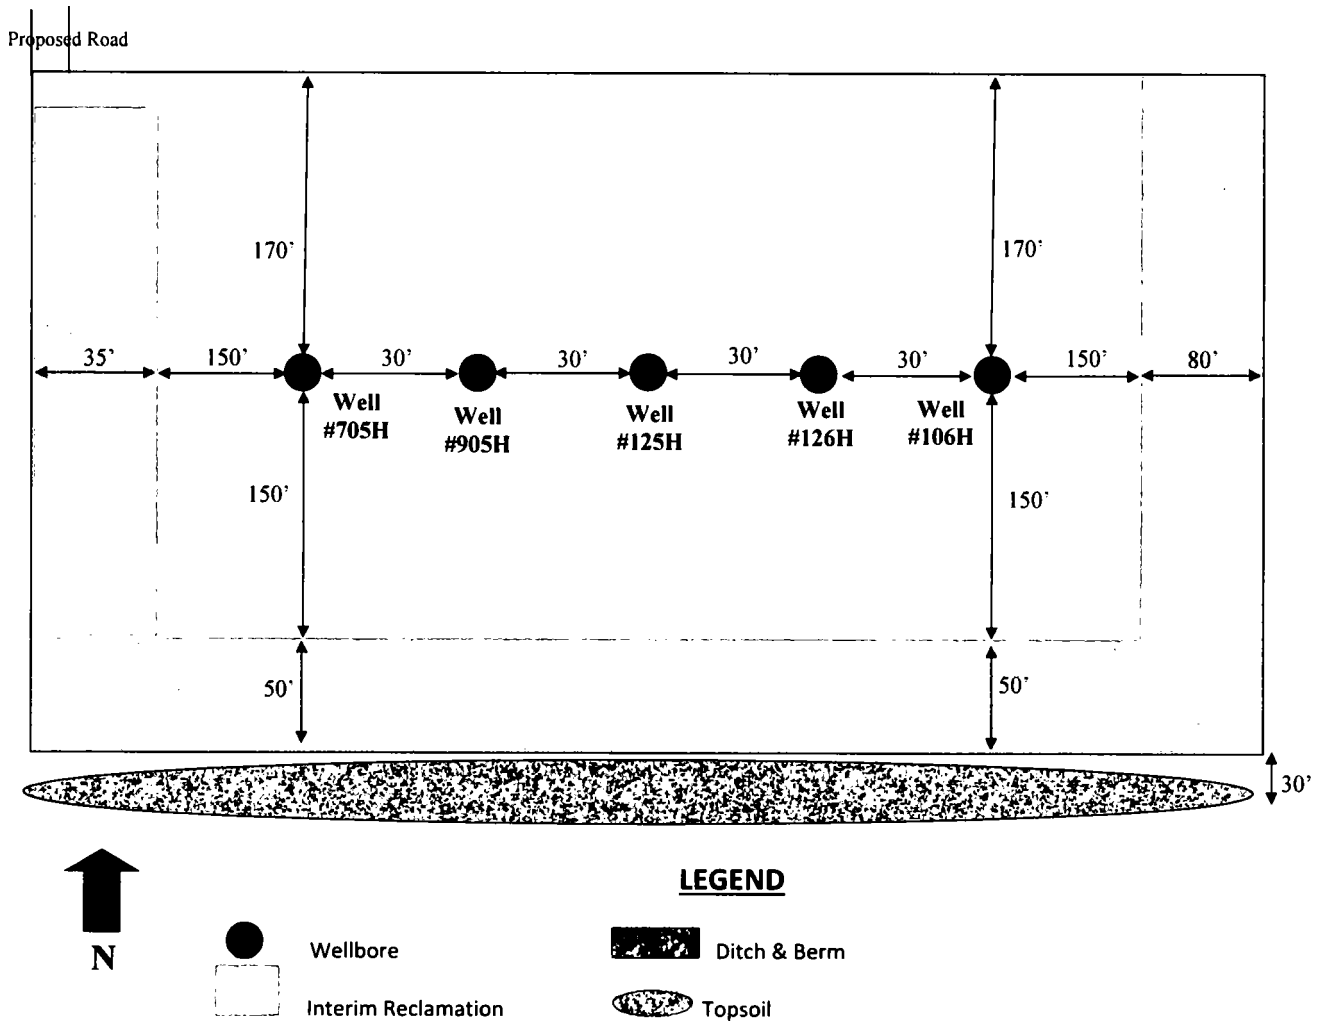 Proposed Road
170’
170’
35’ 150’ 30’ 30’ 30’ 30’ 150’ 80’
Well
#705H
Well
#905H
Well
#125H
Well
#126H
Well
#106H
150’
150’
50’
50’
30’
LEGEND
N
Wellbore
Ditch & Berm
Interim Reclamation
Topsoil